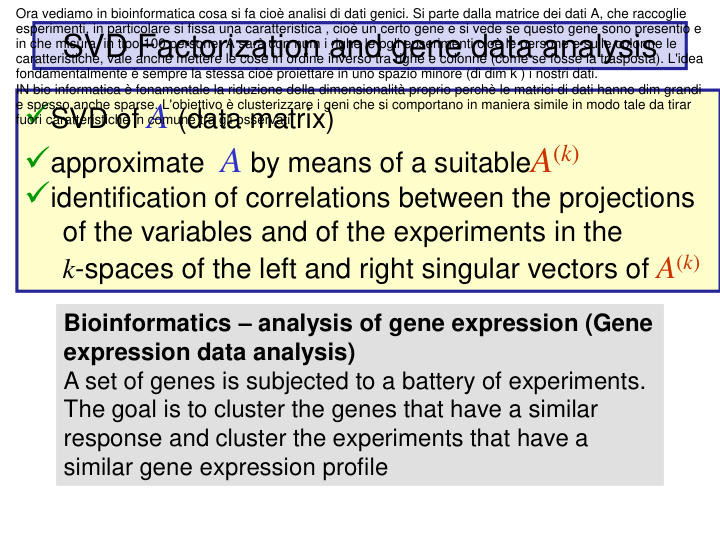 Ora vediamo in bioinformatica cosa si fa cioè analisi di dati genici. Si parte dalla matrice dei dati A, che raccoglie
esperimenti, in particolare si fissa una caratteristica , cioè un certo gene e si vede se questo gene sono presentio e
in che misura, in tipo 100 persone. A sarà con num i righe le ogli eperimenti cioè le persone e sulle colonne le
caratteristiche, vale anche mettere le cose in ordine inverso tra righe e colonne (come se fosse la trasposta). L'idea
fondamentalmente è sempre la stessa cioè proiettare in uno spazio minore (di dim k ) i nostri dati.
SVD Factorization and gene data analysis
IN bio informatica è fonamentale la riduzione della dimensionalità proprio perchè le matrici di dati hanno dim grandi
e spesso anche sparse. L'obiettivo è clusterizzare i geni che si comportano in maniera simile in modo tale da tirar
fuori caratteristiche in comune tra gli osservati.
✓SVD of A (data matrix)
✓approximate A by means of a suitable A^(k)
✓identification of correlations between the projections
of the variables and of the experiments in the
k-spaces of the left and right singular vectors of A^(k)
Bioinformatics – analysis of gene expression (Gene
expression data analysis)
A set of genes is subjected to a battery of experiments.
The goal is to cluster the genes that have a similar
response and cluster the experiments that have a
similar gene expression profile